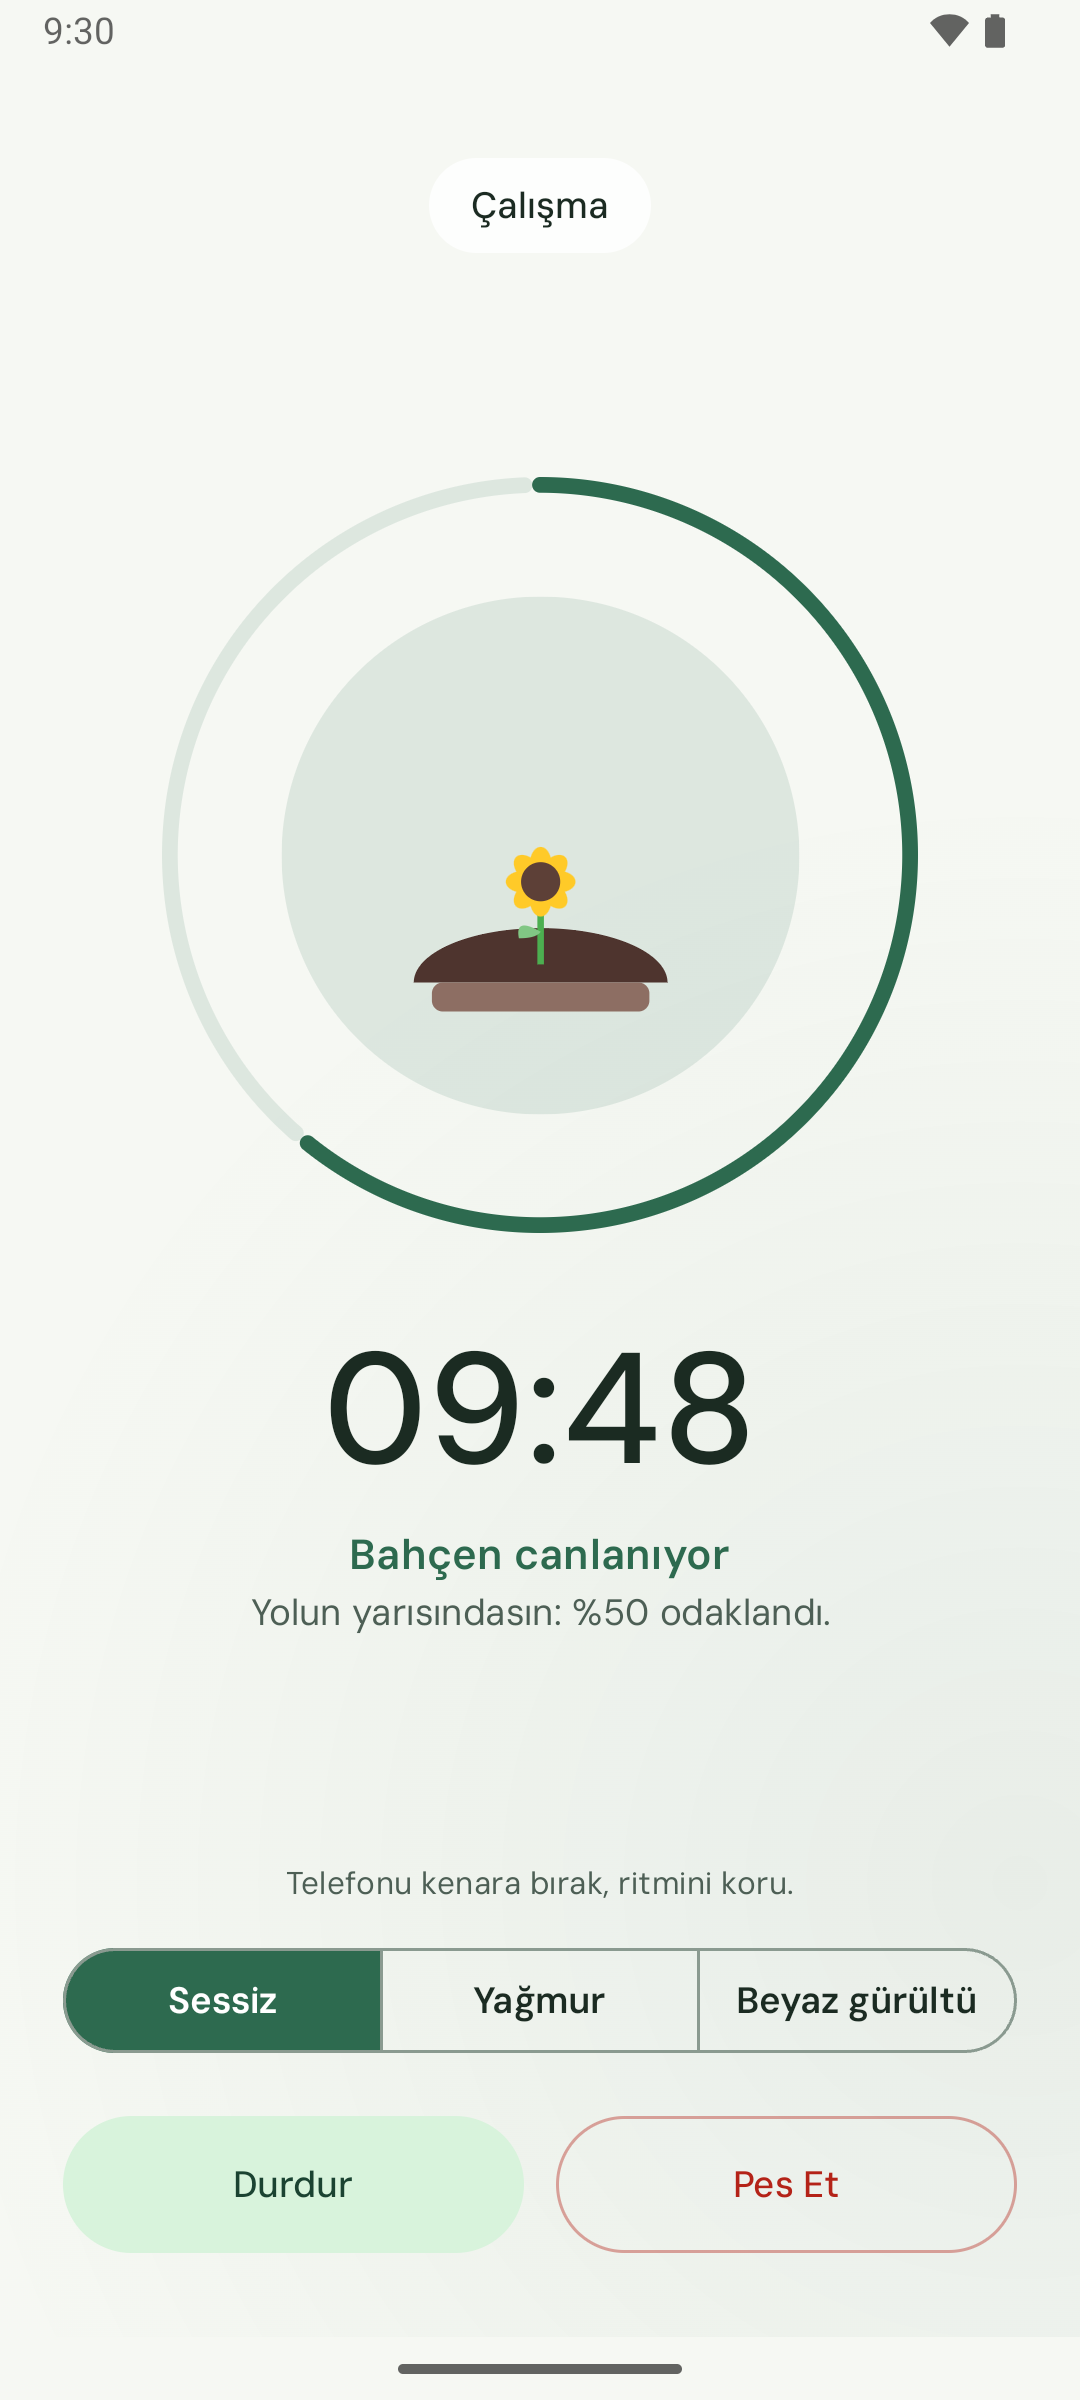 9:30
Çalışma
09:48
Bahçen canlanıyor
Yolun yarısındasın: %50 odaklandı.
Telefonu kenara bırak, ritmini koru.
Sessiz
Yağmur
Beyaz gürültü
Durdur
Pes Et